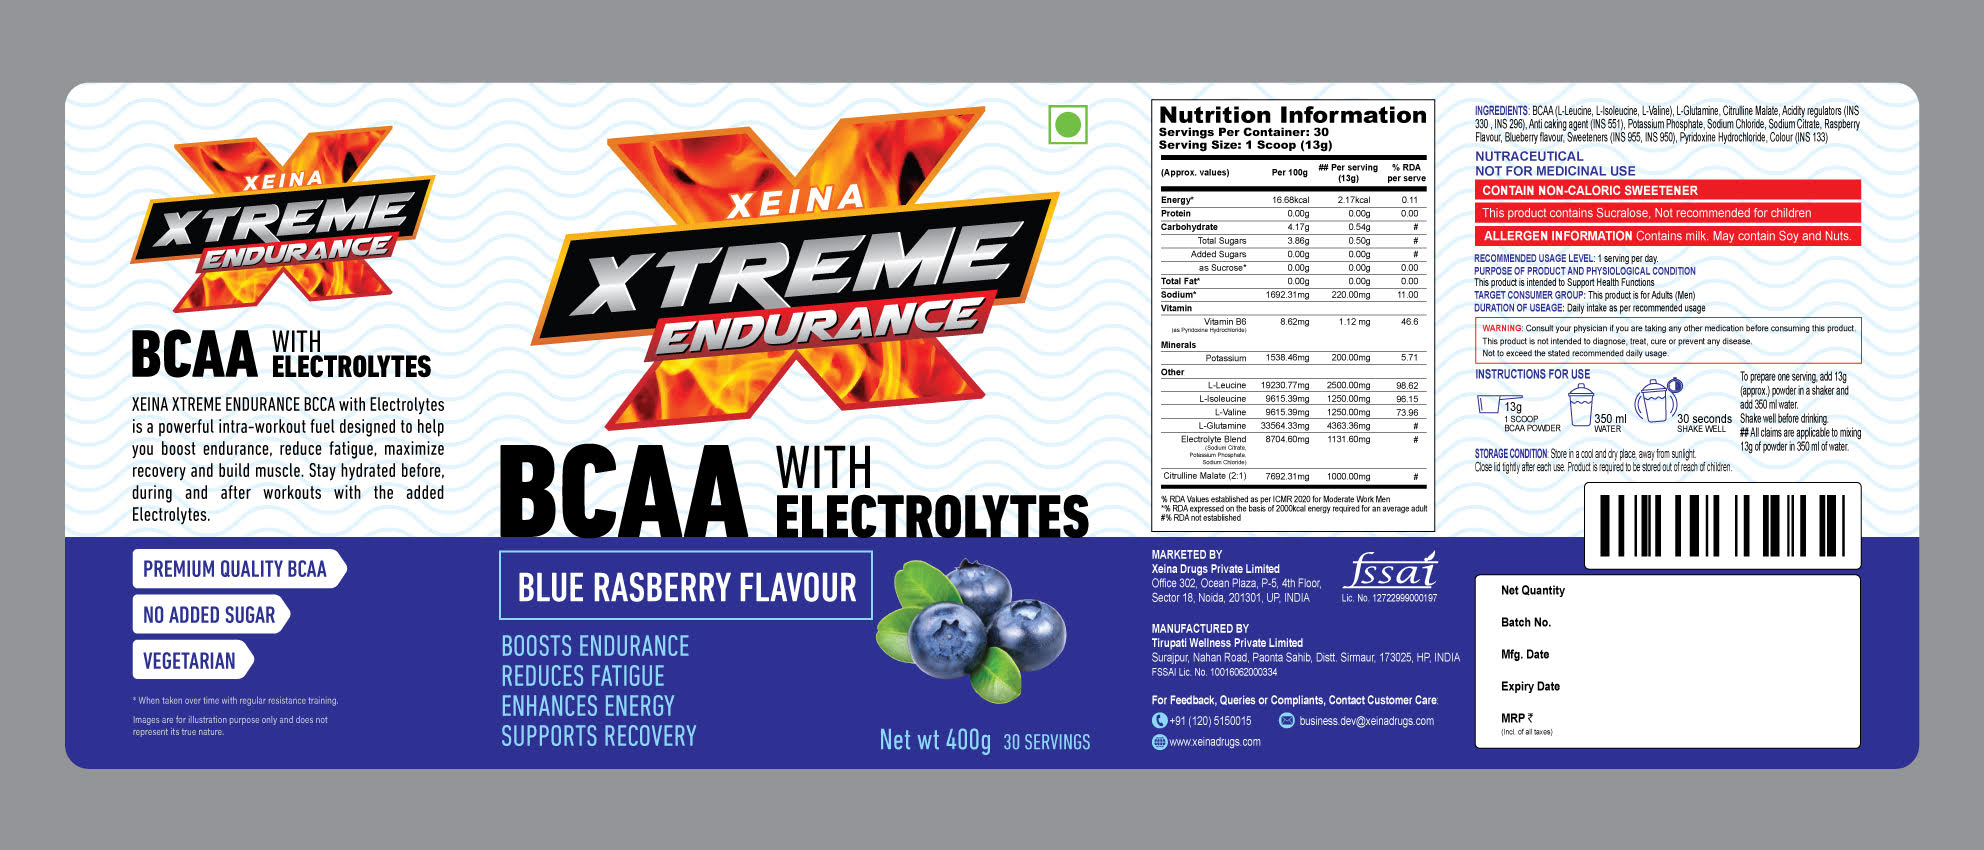 XEINA
XTREME
ENDURANCE
BCAA WITH
ELECTROLYTES
XEINA XTREME ENDURANCE BCCA with Electrolytes
is a powerful intra-workout fuel designed to help
you boost endurance, reduce fatigue, maximize
recovery and build muscle. Stay hydrated before,
during and after workouts with the added
Electrolytes.
PREMIUM QUALITY BCAA
NO ADDED SUGAR
VEGETARIAN
* When taken over time with regular resistance training.
Images are for illustration purpose only and does not
represent its true nature.
XEINA
XTREME
ENDURANCE
BCAA WITH
ELECTROLYTES
BLUE RASBERRY FLAVOUR
BOOSTS ENDURANCE
REDUCES FATIGUE
ENHANCES ENERGY
SUPPORTS RECOVERY
Net wt 400g 30 SERVINGS
Nutrition Information
Servings Per Container: 30
Serving Size: 1 Scoop (13g)
(Approx. values) Per 100g ## Per serving (13g) % RDA per serve
Energy* 16.68kcal 2.17kcal 0.11
Protein 0.00g 0.00g 0.00
Carbohydrate 4.17g 0.54g #
Total Sugars 3.86g 0.50g #
Added Sugars 0.00g 0.00g #
as Sucrose* 0.00g 0.00g 0.00
Total Fat* 0.00g 0.00g 0.00
Sodium* 1692.31mg 220.00mg 11.00
Vitamin
Vitamin B6 8.62mg 1.12 mg 46.6
(as Pyridoxine Hydrochloride)
Minerals
Potassium 1538.46mg 200.00mg 5.71
Other
L-Leucine 19230.77mg 2500.00mg 98.62
L-Isoleucine 9615.39mg 1250.00mg 96.15
L-Valine 9615.39mg 1250.00mg 73.96
L-Glutamine 33564.33mg 4363.36mg #
Electrolyte Blend 8704.60mg 1131.60mg #
(Sodium Citrate,
Potassium Phosphate,
Sodium Chloride)
Citrulline Malate (2:1) 7692.31mg 1000.00mg #
% RDA Values established as per ICMR 2020 for Moderate Work Men
*% RDA expressed on the basis of 2000kcal energy required for an average adult
#% RDA not established
MARKETED BY
Xeina Drugs Private Limited
Office 302, Ocean Plaza, P-5, 4th Floor,
Sector 18, Noida, 201301, UP, INDIA
fssai
Lic. No. 12722999000197
MANUFACTURED BY
Tirupati Wellness Private Limited
Surajpur, Nahan Road, Paonta Sahib, Distt. Sirmaur, 173025, HP, INDIA
FSSAI Lic. No. 10016062000334
For Feedback, Queries or Compliants, Contact Customer Care:
+91 (120) 5150015 business.dev@xeinadrugs.com
www.xeinadrugs.com
INGREDIENTS: BCAA (L-Leucine, L-Isoleucine, L-Valine), L-Glutamine, Citrulline Malate, Acidity regulators (INS
330 , INS 296), Anti caking agent (INS 551), Potassium Phosphate, Sodium Chloride, Sodium Citrate, Raspberry
Flavour, Blueberry flavour, Sweeteners (INS 955, INS 950), Pyridoxine Hydrochloride, Colour (INS 133)
NUTRACEUTICAL
NOT FOR MEDICINAL USE
CONTAIN NON-CALORIC SWEETENER
This product contains Sucralose, Not recommended for children
ALLERGEN INFORMATION Contains milk. May contain Soy and Nuts.
RECOMMENDED USAGE LEVEL: 1 serving per day.
PURPOSE OF PRODUCT AND PHYSIOLOGICAL CONDITION
This product is intended to Support Health Functions
TARGET CONSUMER GROUP: This product is for Adults (Men)
DURATION OF USEAGE: Daily intake as per recommended usage
WARNING: Consult your physician if you are taking any other medication before consuming this product.
This product is not intended to diagnose, treat, cure or prevent any disease.
Not to exceed the stated recommended daily usage.
INSTRUCTIONS FOR USE
13g
1 SCOOP
BCAA POWDER
350 ml
WATER
30 seconds
SHAKE WELL
To prepare one serving, add 13g
(approx.) powder in a shaker and
add 350 ml water.
Shake well before drinking.
## All claims are applicable to mixing
13g of powder in 350 ml of water.
STORAGE CONDITION: Store in a cool and dry place, away from sunlight.
Close lid tightly after each use. Product is required to be stored out of reach of children.
Net Quantity
Batch No.
Mfg. Date
Expiry Date
MRP ₹
(Incl. of all taxes)